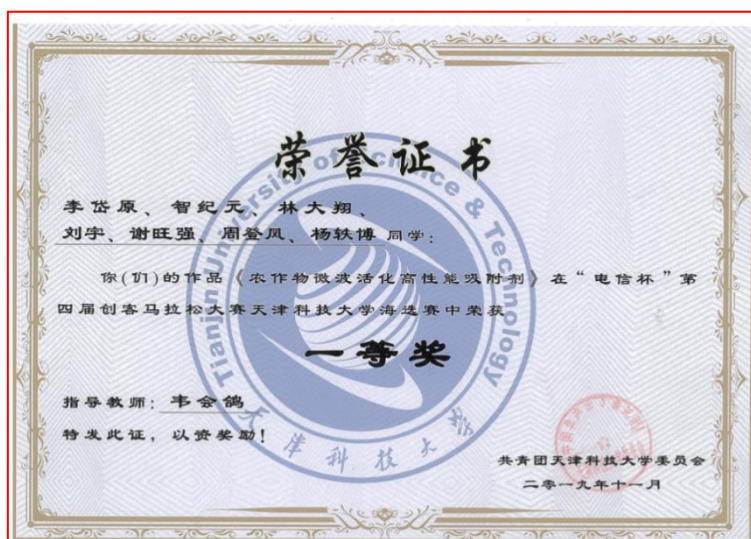 荣誉证书
李岱原、智纪元、林大翔、
刘宇、谢旺强、周登凤、杨轶博 同学：
你(们)的作品《农作物微波活化高性能吸附剂》在“电信杯”第
四届创客马拉松大赛天津科技大学海选赛中荣获
一等奖
指导教师：韦会鸽
特发此证，以资奖励！
共青团天津科技大学委员会
二零一九年十一月
Tianjin University of Science & Technology
天津科技大学